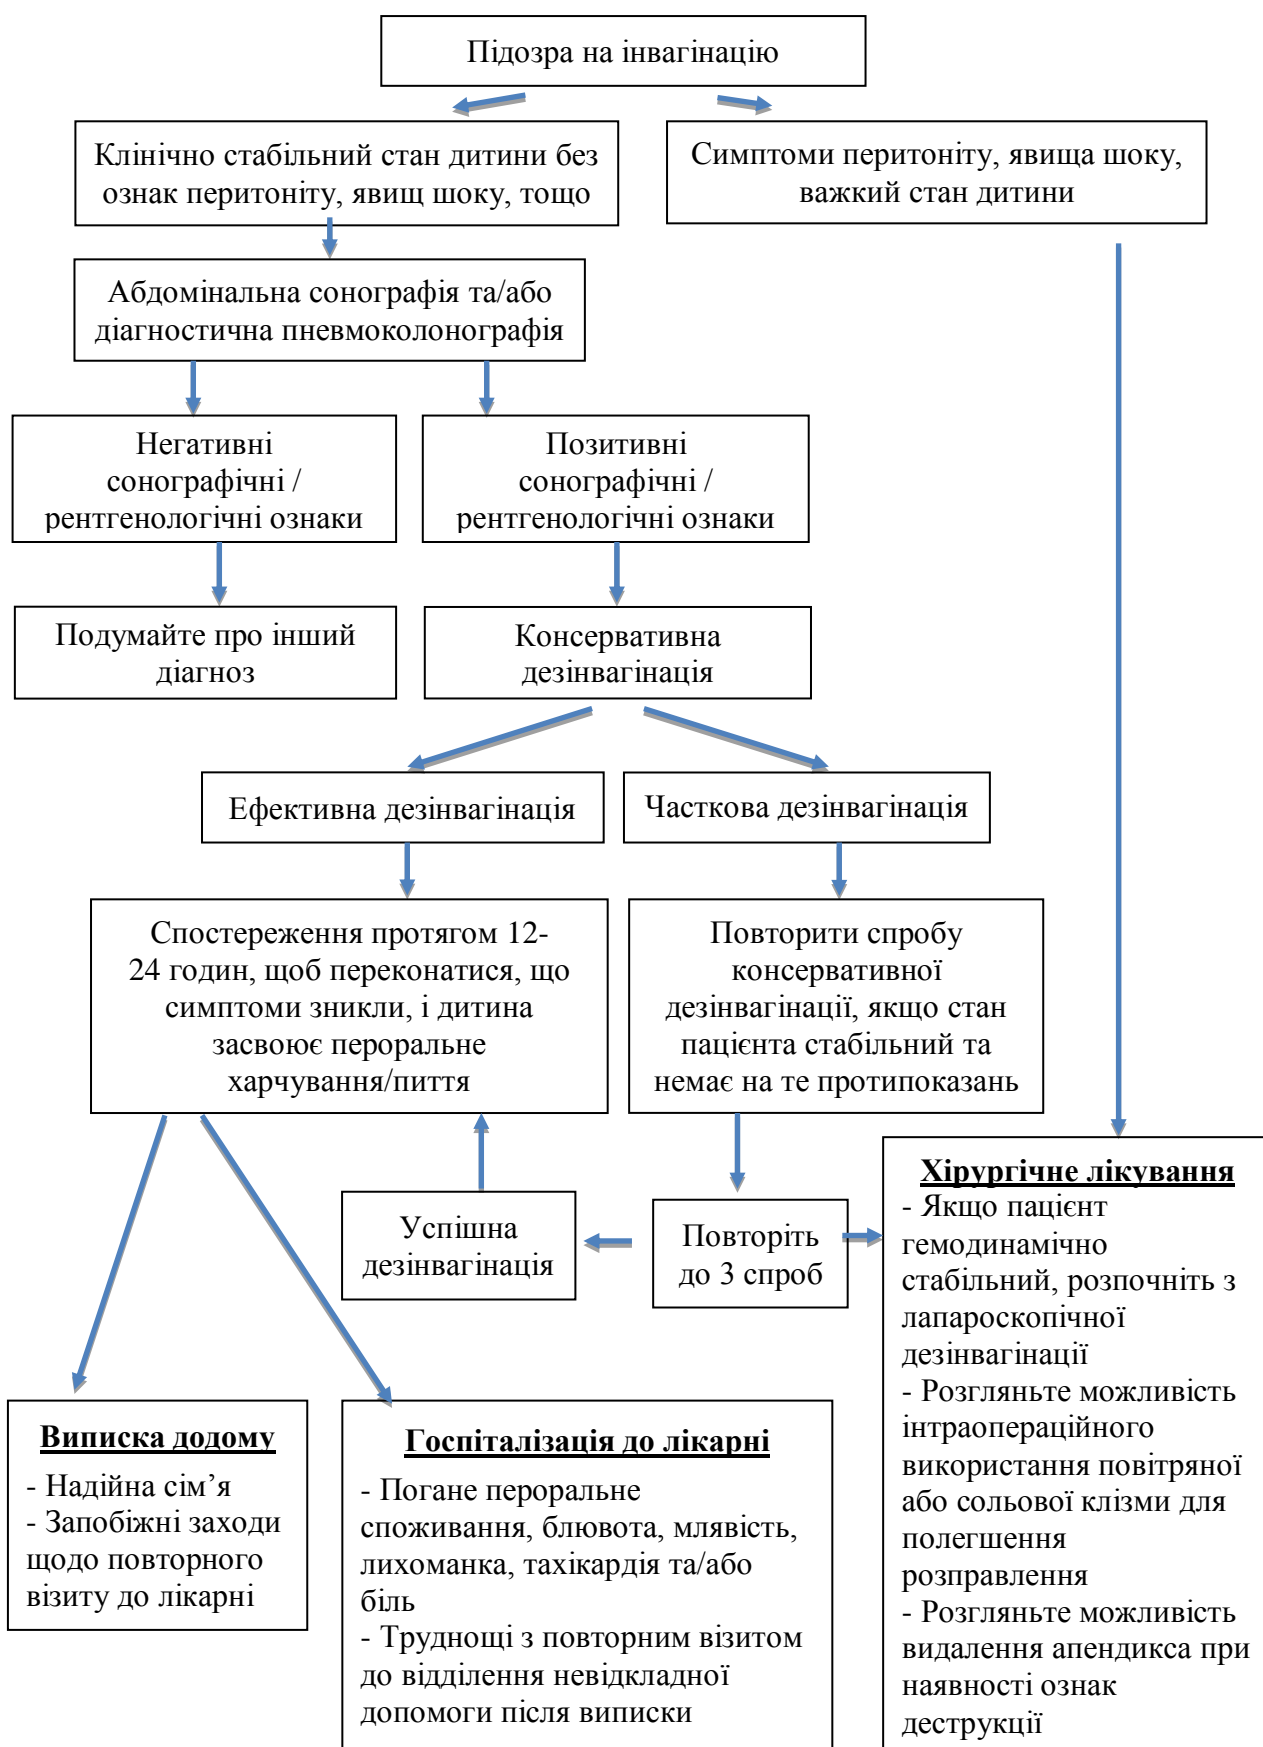 Підозра на інвагінацію
Клінічно стабільний стан дитини без
ознак перитоніту, явищ шоку, тощо
Симптоми перитоніту, явища шоку,
важкий стан дитини
Абдомінальна сонографія та/або
діагностична пневмоколонографія
Негативні
сонографічні /
рентгенологічні ознаки
Позитивні
сонографічні /
рентгенологічні ознаки
Подумайте про інший
діагноз
Консервативна
дезінвагінація
Ефективна дезінвагінація
Часткова дезінвагінація
Спостереження протягом 12-
24 годин, щоб переконатися, що
симптоми зникли, і дитина
засвоює пероральне
харчування/пиття
Повторити спробу
консервативної
дезінвагінації, якщо стан
пацієнта стабільний та
немає на те протипоказань
Успішна
дезінвагінація
Повторіть
до 3 спроб
Хірургічне лікування
- Якщо пацієнт
гемодинамічно
стабільний, розпочніть з
лапароскопічної
дезінвагінації
- Розгляньте можливість
інтраопераційного
використання повітряної
або сольової клізми для
полегшення
розправлення
- Розгляньте можливість
видалення апендикса при
наявності ознак
деструкції
Виписка додому
- Надійна сім’я
- Запобіжні заходи
щодо повторного
візиту до лікарні
Госпіталізація до лікарні
- Погане пероральне
споживання, блювота, млявість,
лихоманка, тахікардія та/або
біль
- Труднощі з повторним візитом
до відділення невідкладної
допомоги після виписки